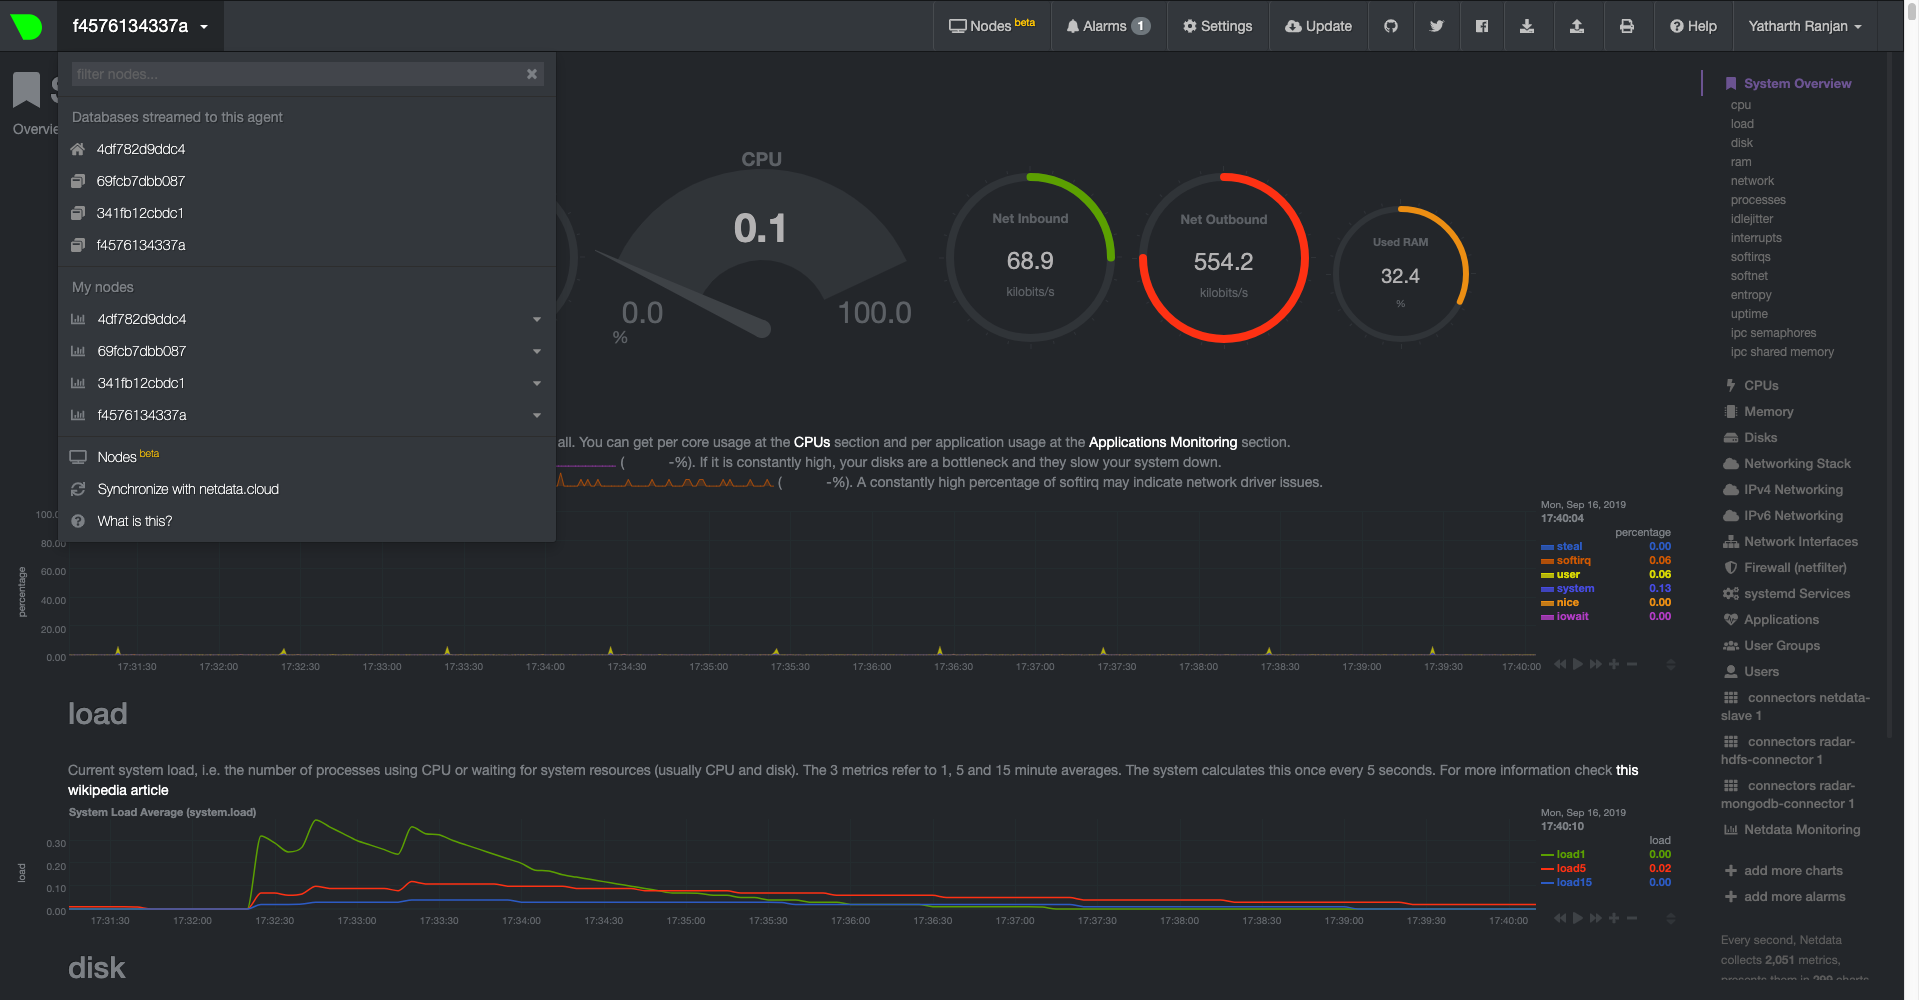 f4576134337a
Nodes beta
Alarms 1
Settings
Update
Help
Yatharth Ranjan
filter nodes...
Databases streamed to this agent
4df782d9ddc4
69fcb7dbb087
341fb12cbdc1
f4576134337a
My nodes
4df782d9ddc4
69fcb7dbb087
341fb12cbdc1
f4576134337a
Nodes beta
Synchronize with netdata.cloud
What is this?
CPU
0.1
0.0
100.0
%
Net Inbound
68.9
kilobits/s
Net Outbound
554.2
kilobits/s
Used RAM
32.4
%
all. You can get per core usage at the CPUs section and per application usage at the Applications Monitoring section.
( -%). If it is constantly high, your disks are a bottleneck and they slow your system down.
( -%). A constantly high percentage of softirq may indicate network driver issues.
percentage
80.00
60.00
40.00
20.00
0.00
17:31:30 17:32:00 17:32:30 17:33:00 17:33:30 17:34:00 17:34:30 17:35:00 17:35:30 17:36:00 17:36:30 17:37:00 17:37:30 17:38:00 17:38:30 17:39:00 17:39:30 17:40:00
Mon, Sep 16, 2019
17:40:04
percentage
steal 0.00
softirq 0.06
user 0.06
system 0.13
nice 0.00
iowait 0.00
load
Current system load, i.e. the number of processes using CPU or waiting for system resources (usually CPU and disk). The 3 metrics refer to 1, 5 and 15 minute averages. The system calculates this once every 5 seconds. For more information check this
wikipedia article
System Load Average (system.load)
load
0.30
0.20
0.10
0.00
17:31:30 17:32:00 17:32:30 17:33:00 17:33:30 17:34:00 17:34:30 17:35:00 17:35:30 17:36:00 17:36:30 17:37:00 17:37:30 17:38:00 17:38:30 17:39:00 17:39:30 17:40:00
Mon, Sep 16, 2019
17:40:10
load
load1 0.00
load5 0.02
load15 0.00
disk
System Overview
cpu
load
disk
ram
network
processes
idlejitter
interrupts
softirqs
softnet
entropy
uptime
ipc semaphores
ipc shared memory
CPUs
Memory
Disks
Networking Stack
IPv4 Networking
IPv6 Networking
Network Interfaces
Firewall (netfilter)
systemd Services
Applications
User Groups
Users
connectors netdata-
slave 1
connectors radar-
hdfs-connector 1
connectors radar-
mongodb-connector 1
Netdata Monitoring
add more charts
add more alarms
Every second, Netdata
collects 2,051 metrics,
presents them in 299 charts